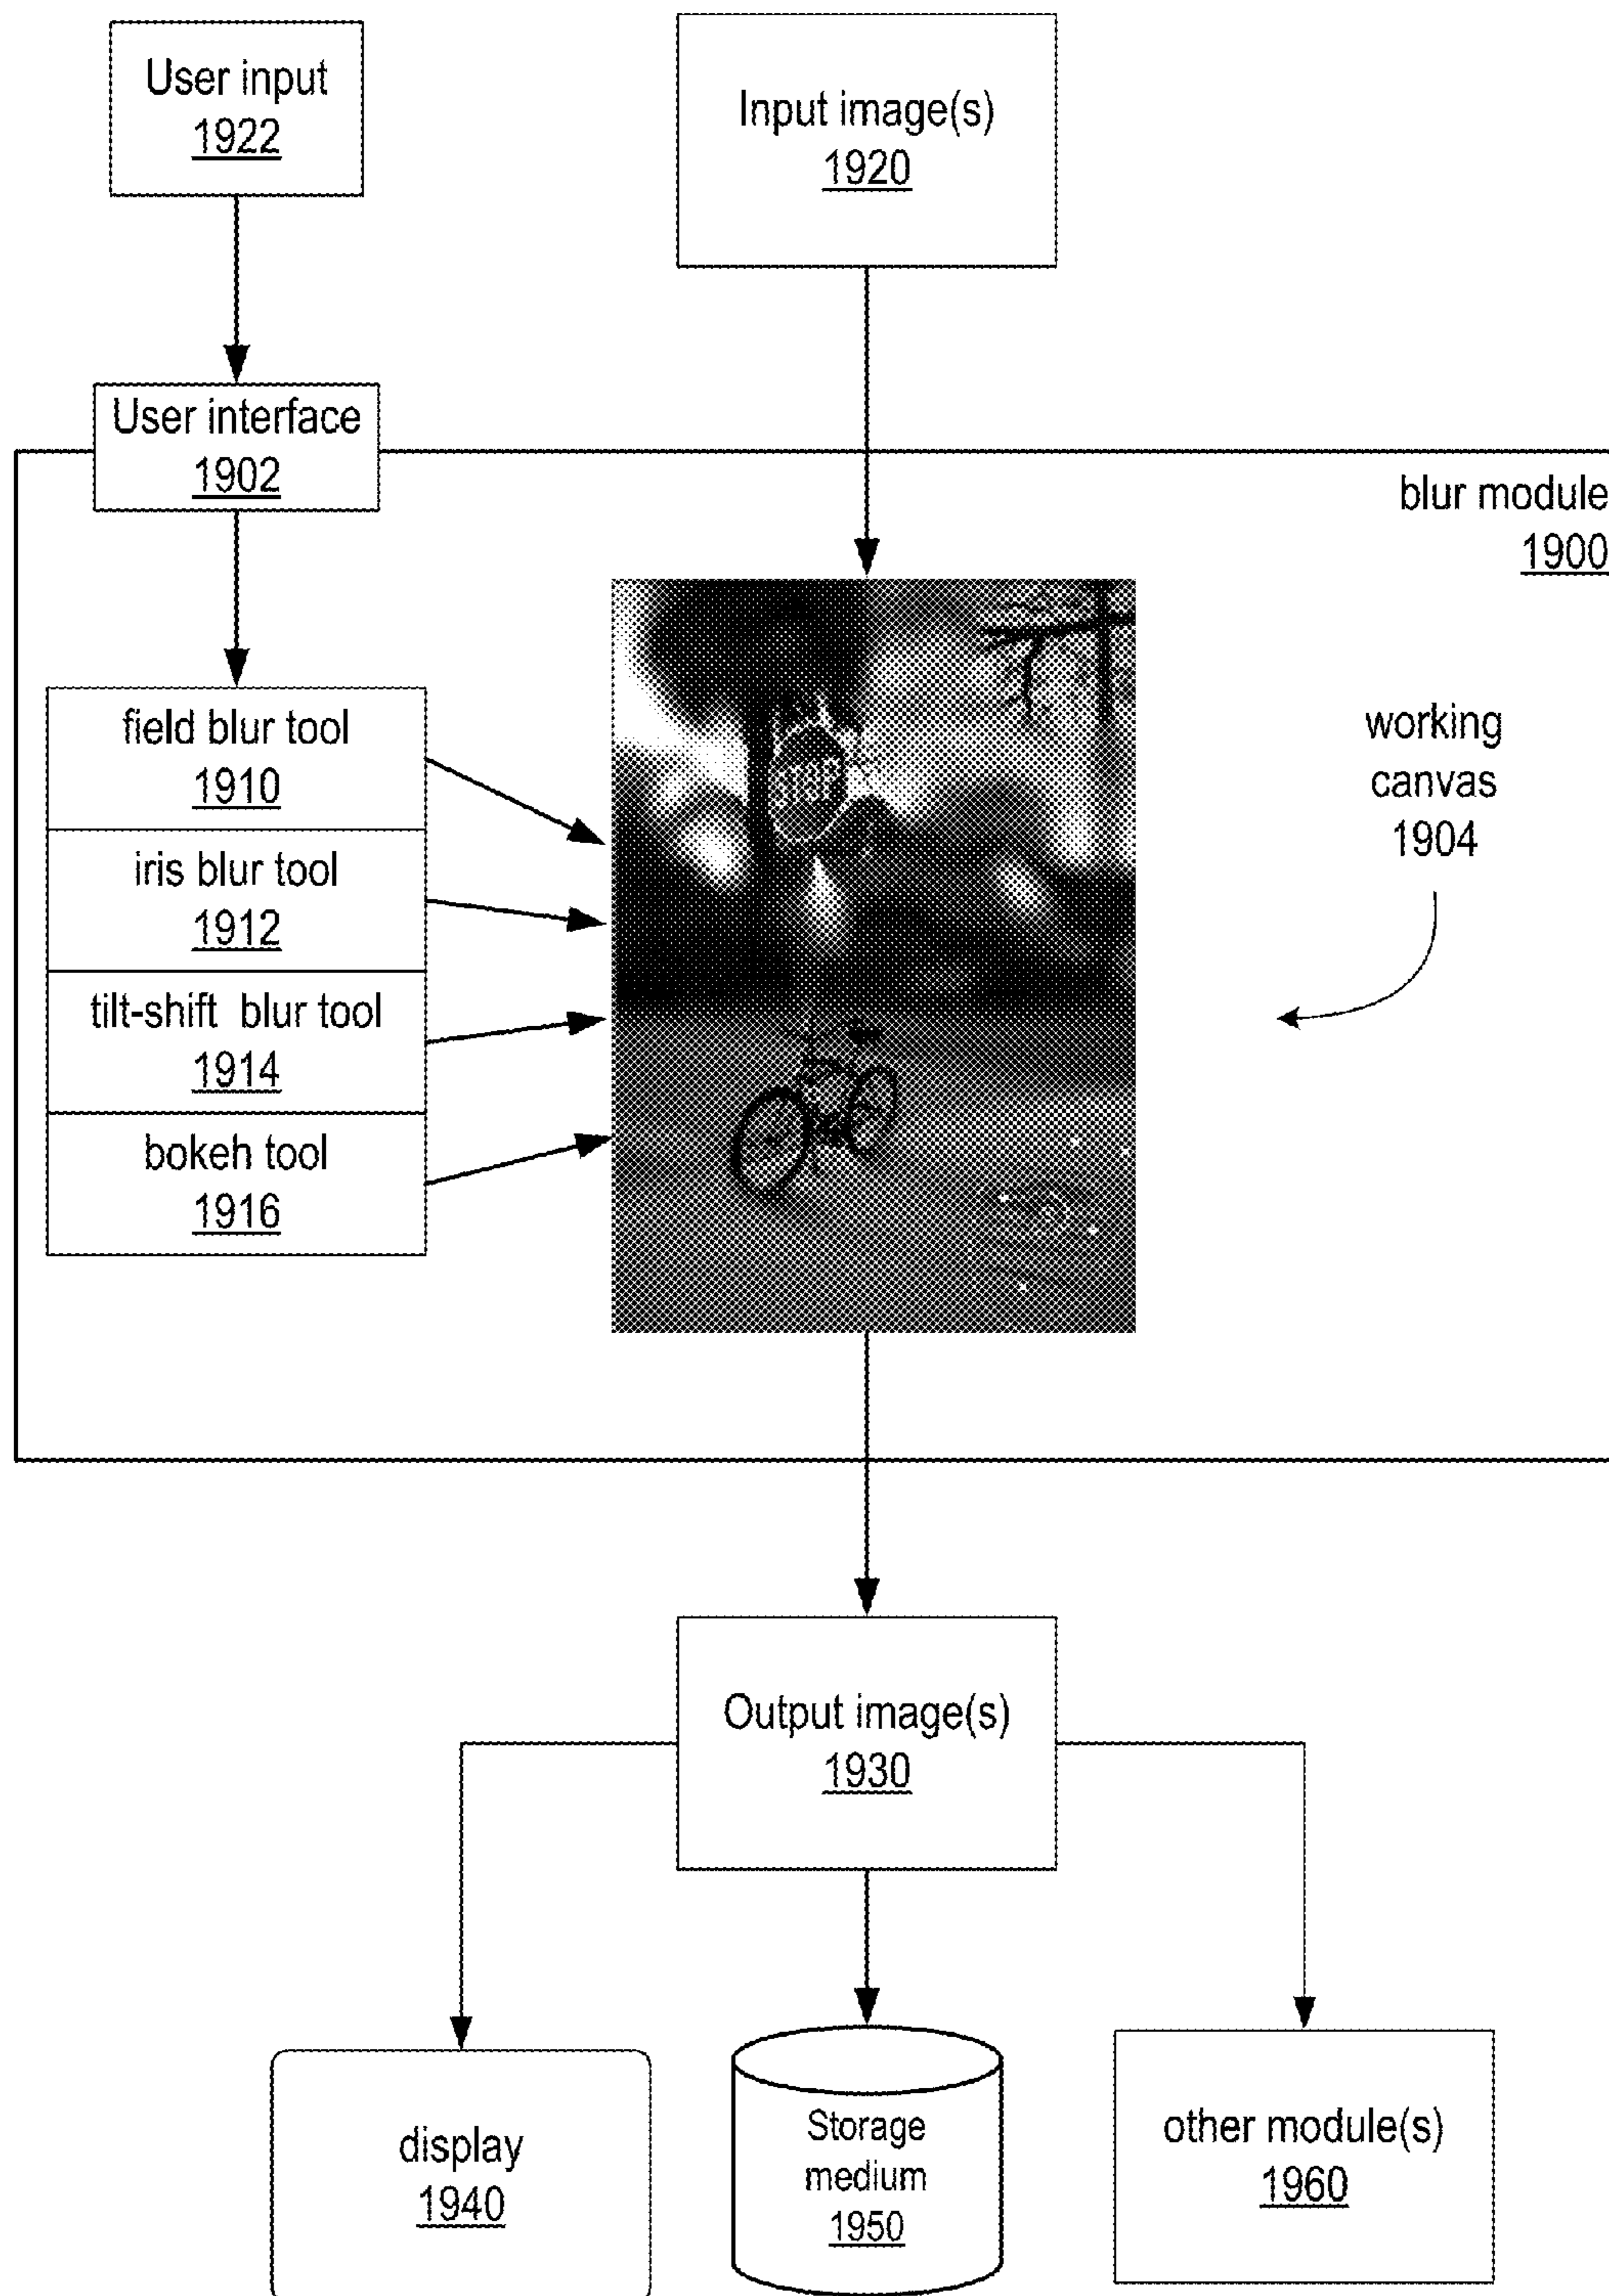 User input
1922
Input image(s)
1920
User interface
1902
blur module
1900
field blur tool
1910
iris blur tool
1912
tilt-shift blur tool
1914
bokeh tool
1916
STOP
working
canvas
1904
Output image(s)
1930
display
1940
Storage
medium
1950
other module(s)
1960